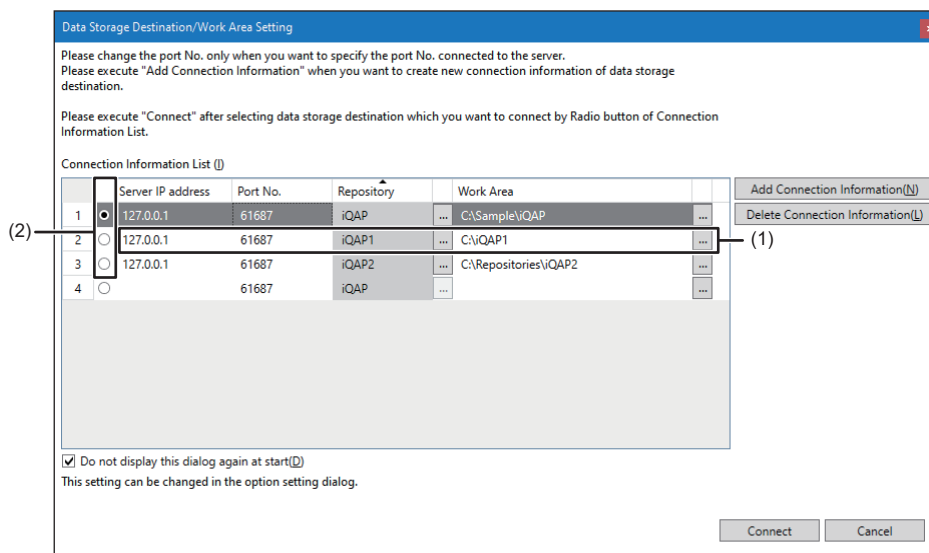 Data Storage Destination/Work Area Setting
Please change the port No. only when you want to specify the port No. connected to the server.
Please execute "Add Connection Information" when you want to create new connection information of data storage
destination.
Please execute "Connect" after selecting data storage destination which you want to connect by Radio button of Connection
Information List.
Connection Information List (I)
Server IP address Port No. Repository Work Area
1 127.0.0.1 61687 iQAP ... C:\Sample\iQAP ...
2 127.0.0.1 61687 iQAP1 ... C:\iQAP1 ...
3 127.0.0.1 61687 iQAP2 ... C:\Repositories\iQAP2 ...
4 61687 iQAP ... ...
Add Connection Information(N)
Delete Connection Information(L)
(2)
(1)
Do not display this dialog again at start(D)
This setting can be changed in the option setting dialog.
Connect Cancel